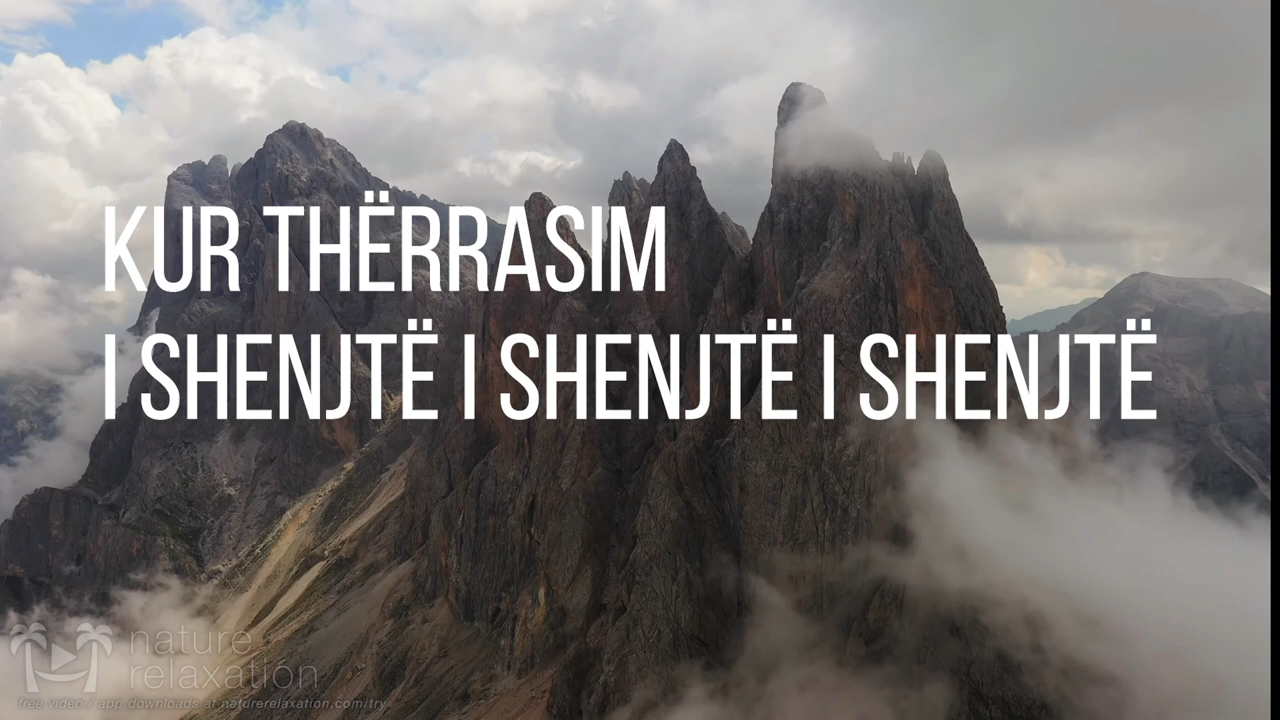 KUR THËRRASIM
I SHENJTË I SHENJTË I SHENJTË
nature
relaxation
free video / app downloads at naturerelaxation.com/try